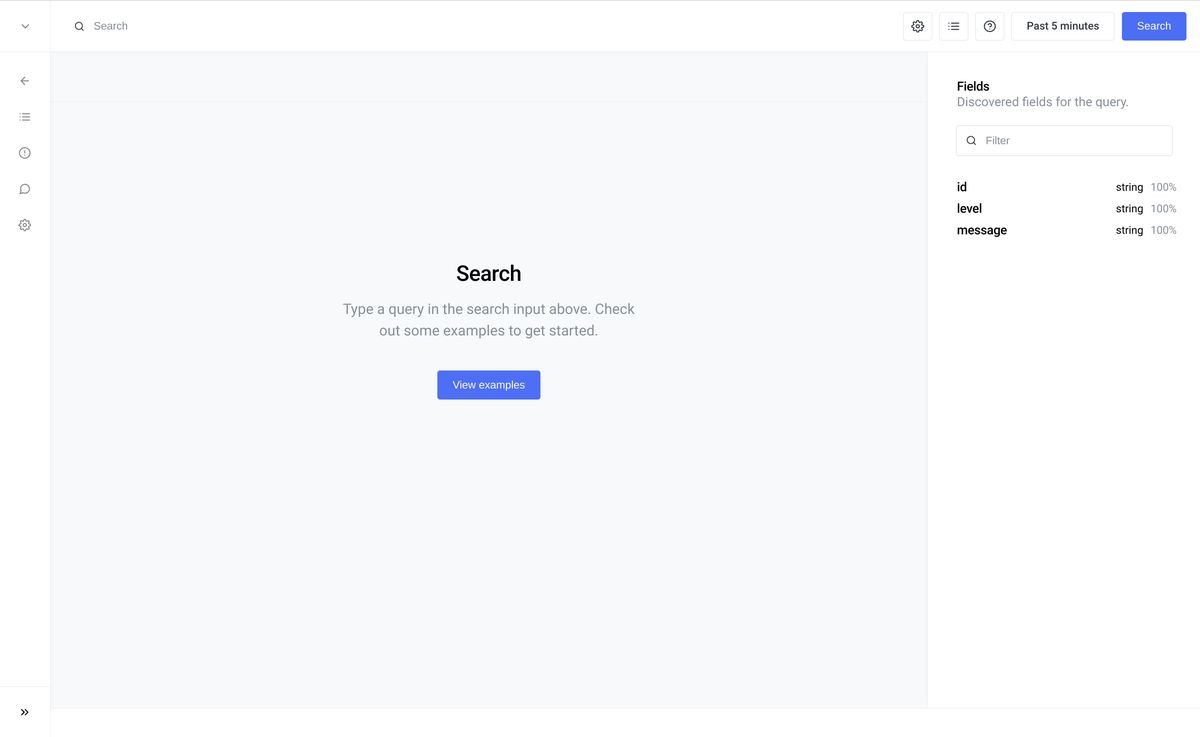 Search
Past 5 minutes
Search
Fields
Discovered fields for the query.
Filter
id string 100%
level string 100%
message string 100%
Search
Type a query in the search input above. Check
out some examples to get started.
View examples